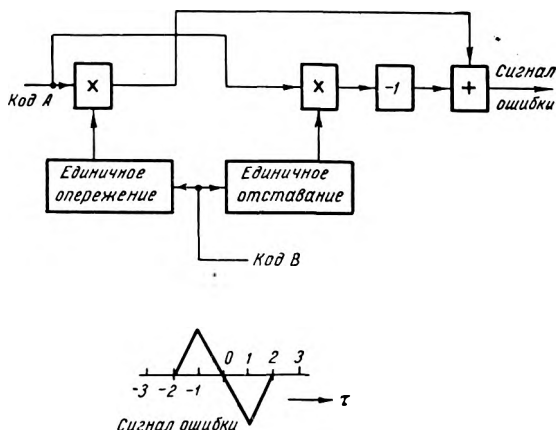 Код А
×
×
-1
+
Сигнал
ошибки
Единичное
опережение
Единичное
отставание
Код В
-3 -2 -1 0 1 2 3
τ
Сигнал ошибки